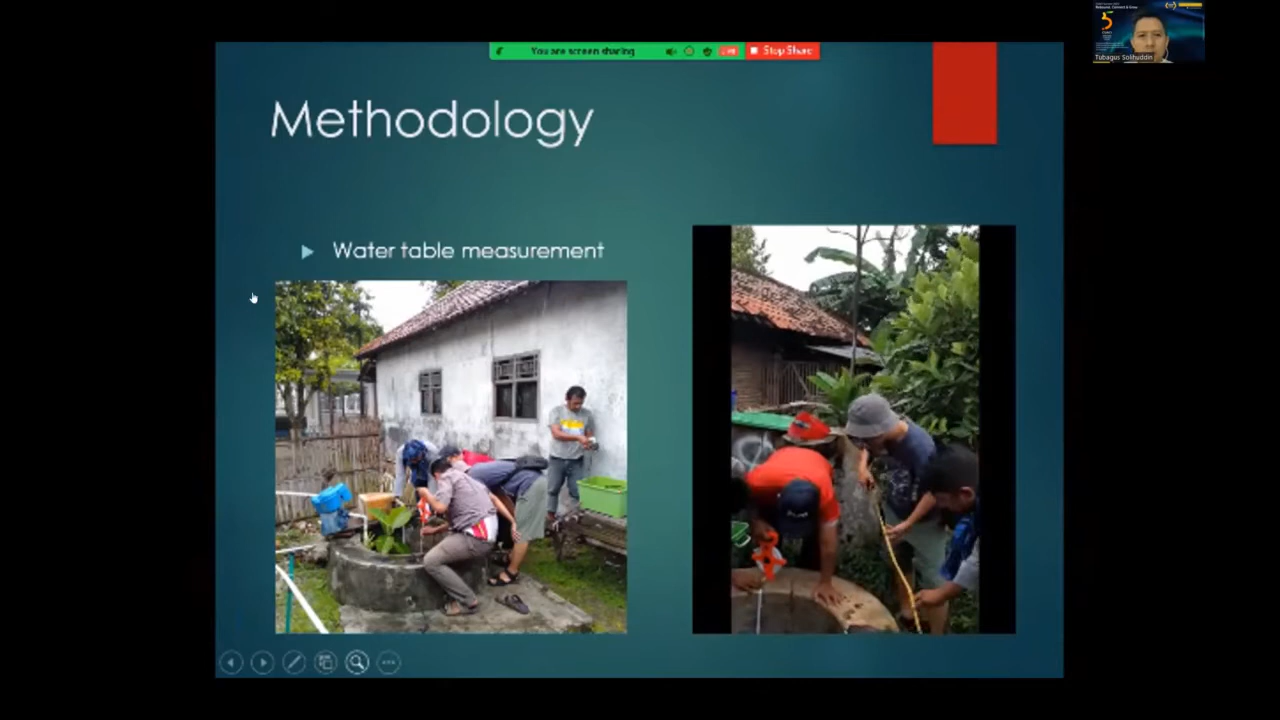 You are screen sharing
Stop Share
Tubagus Solihuddin
Methodology
Water table measurement